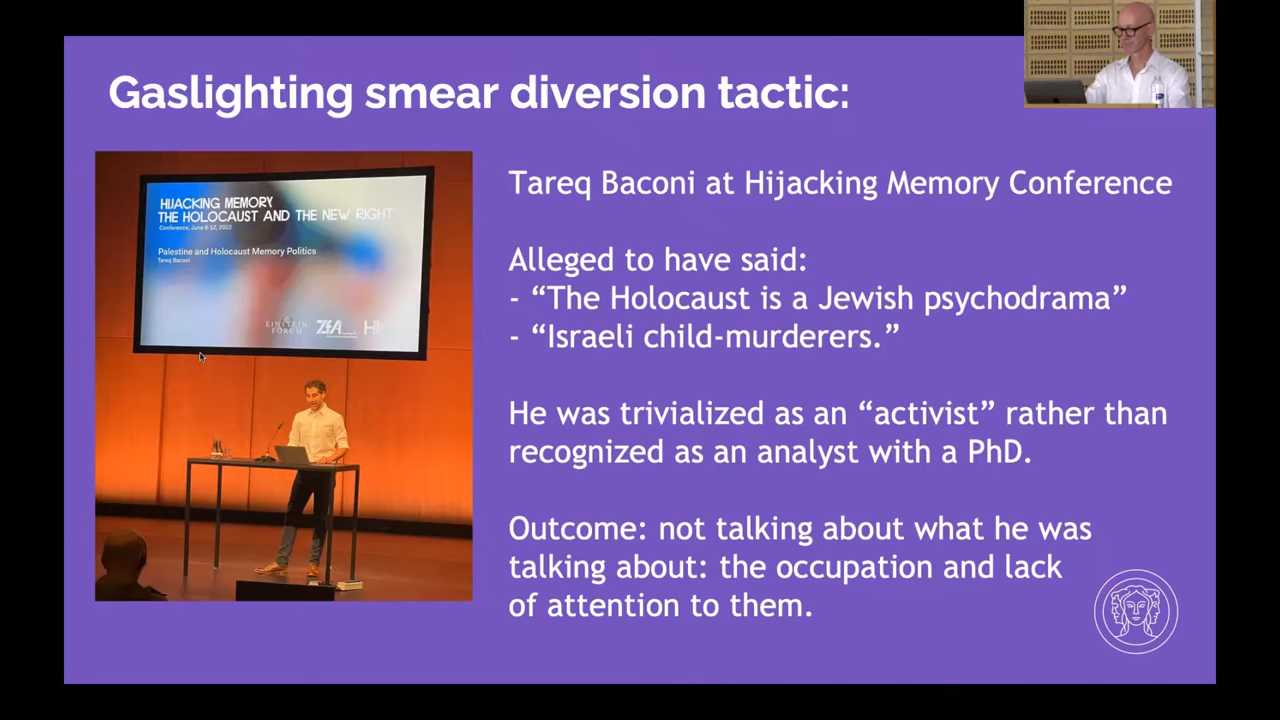 Gaslighting smear diversion tactic:
HIJACKING MEMORY
THE HOLOCAUST AND THE NEW RIGHT
Conference, June 9-12, 2022
Palestine and Holocaust Memory Politics
Tareq Baconi
EINSTEIN
FORUM
ZfA
Tareq Baconi at Hijacking Memory Conference
Alleged to have said:
- “The Holocaust is a Jewish psychodrama”
- “Israeli child-murderers.”
He was trivialized as an “activist” rather than
recognized as an analyst with a PhD.
Outcome: not talking about what he was
talking about: the occupation and lack
of attention to them.